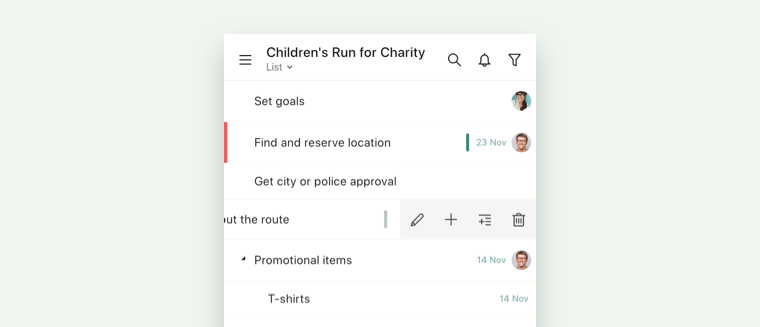 Children's Run for Charity
List
Set goals
Find and reserve location 23 Nov
Get city or police approval
out the route
Promotional items 14 Nov
T-shirts 14 Nov